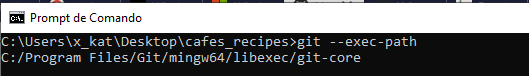 Prompt de Comando
C:\Users\x_kat\Desktop\cafes_recipes>git --exec-path
C:/Program Files/Git/mingw64/libexec/git-core